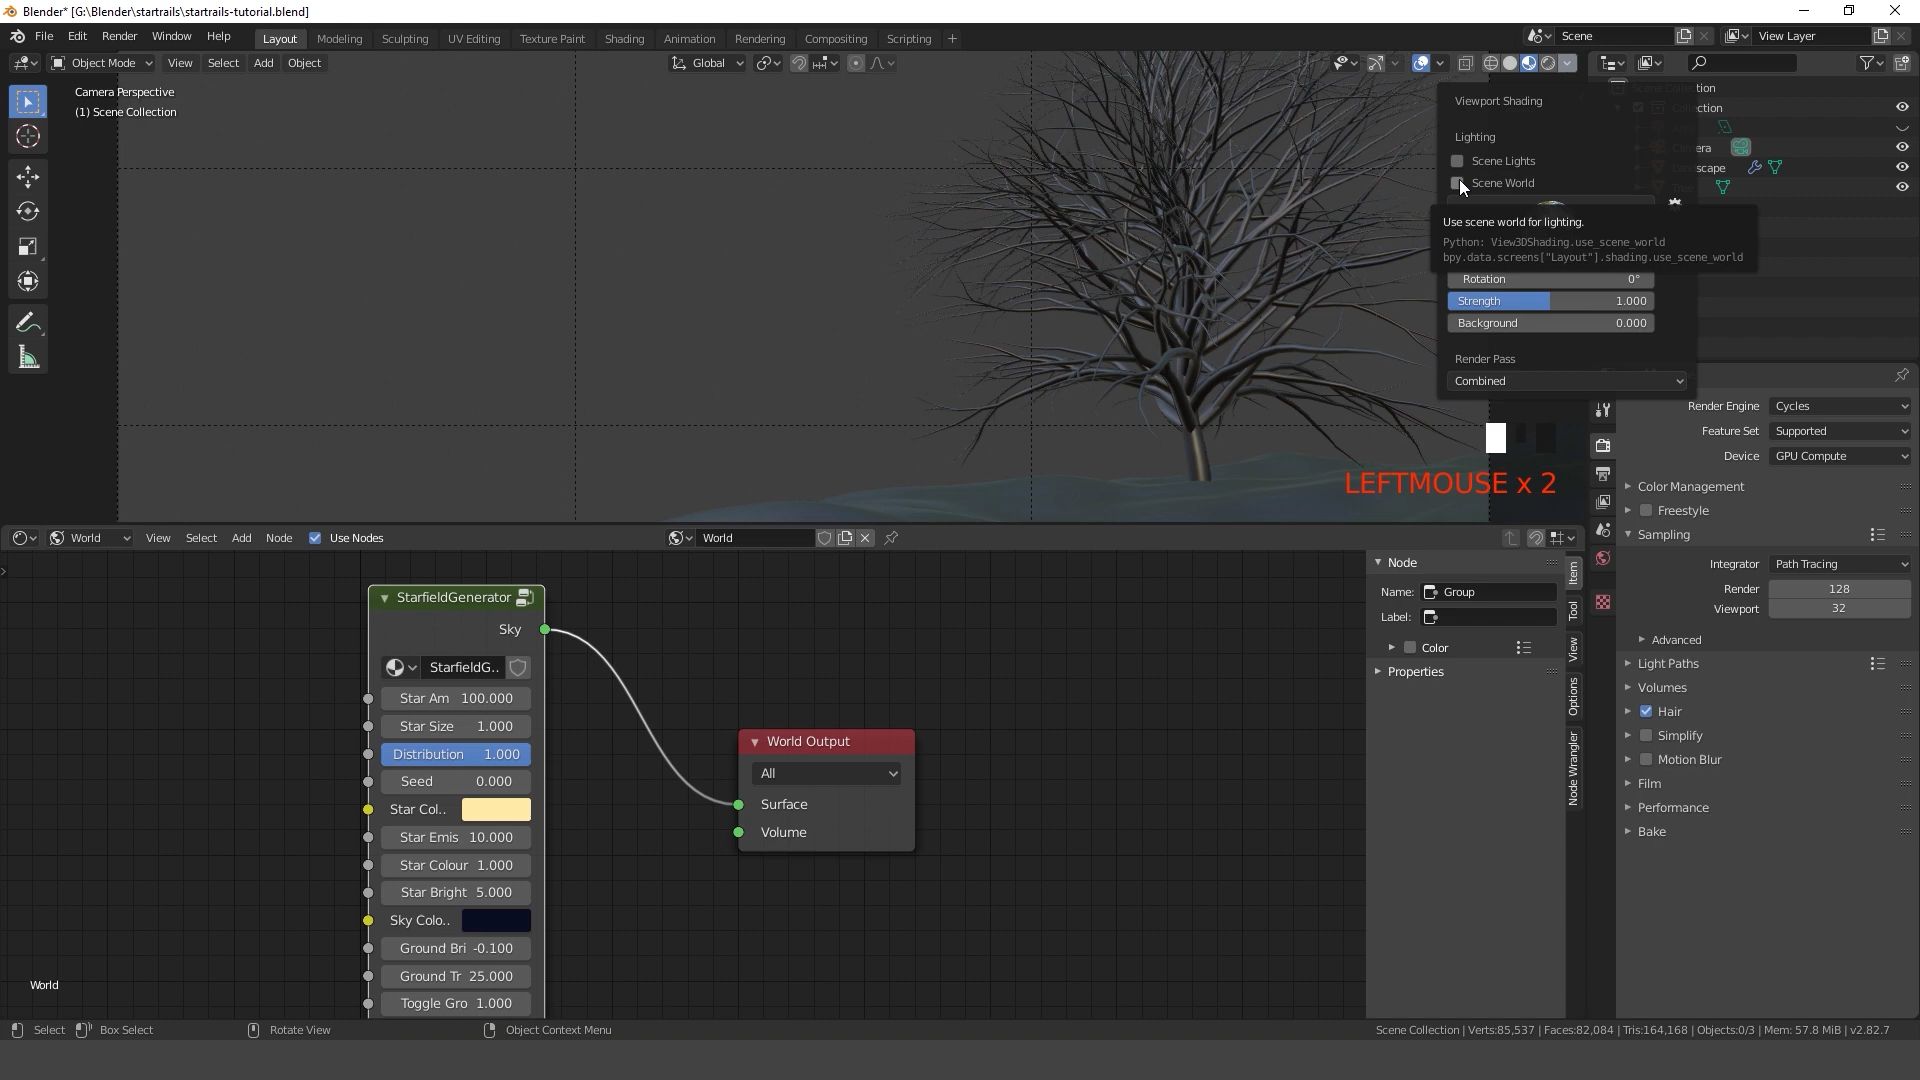 Blender* [G:\Blender\startrails\startrails-tutorial.blend]
File Edit Render Window Help
Layout Modeling Sculpting UV Editing Texture Paint Shading Animation Rendering Compositing Scripting +
Scene
View Layer
Object Mode View Select Add Object
Global
Camera Perspective
(1) Scene Collection
Viewport Shading
Lighting
Scene Lights
Scene World
Use scene world for lighting.
Python: View3DShading.use_scene_world
bpy.data.screens["Layout"].shading.use_scene_world
Rotation 0°
Strength 1.000
Background 0.000
Render Pass
Combined
LEFTMOUSE x 2
Render Engine Cycles
Feature Set Supported
Device GPU Compute
Color Management
Freestyle
Sampling
Integrator Path Tracing
Render 128
Viewport 32
Advanced
Light Paths
Volumes
Hair
Simplify
Motion Blur
Film
Performance
Bake
World View Select Add Node Use Nodes
World
StarfieldGenerator
Sky
StarfieldG..
Star Am 100.000
Star Size 1.000
Distribution 1.000
Seed 0.000
Star Col..
Star Emis 10.000
Star Colour 1.000
Star Bright 5.000
Sky Colo..
Ground Bri -0.100
Ground Tr 25.000
Toggle Gro 1.000
World Output
All
Surface
Volume
Node
Name: Group
Label:
Color
Properties
Item
Tool
View
Options
Node Wrangler
World
Select Box Select Rotate View Object Context Menu
Scene Collection | Verts:85,537 | Faces:82,084 | Tris:164,168 | Objects:0/3 | Mem: 57.8 MiB | v2.82.7